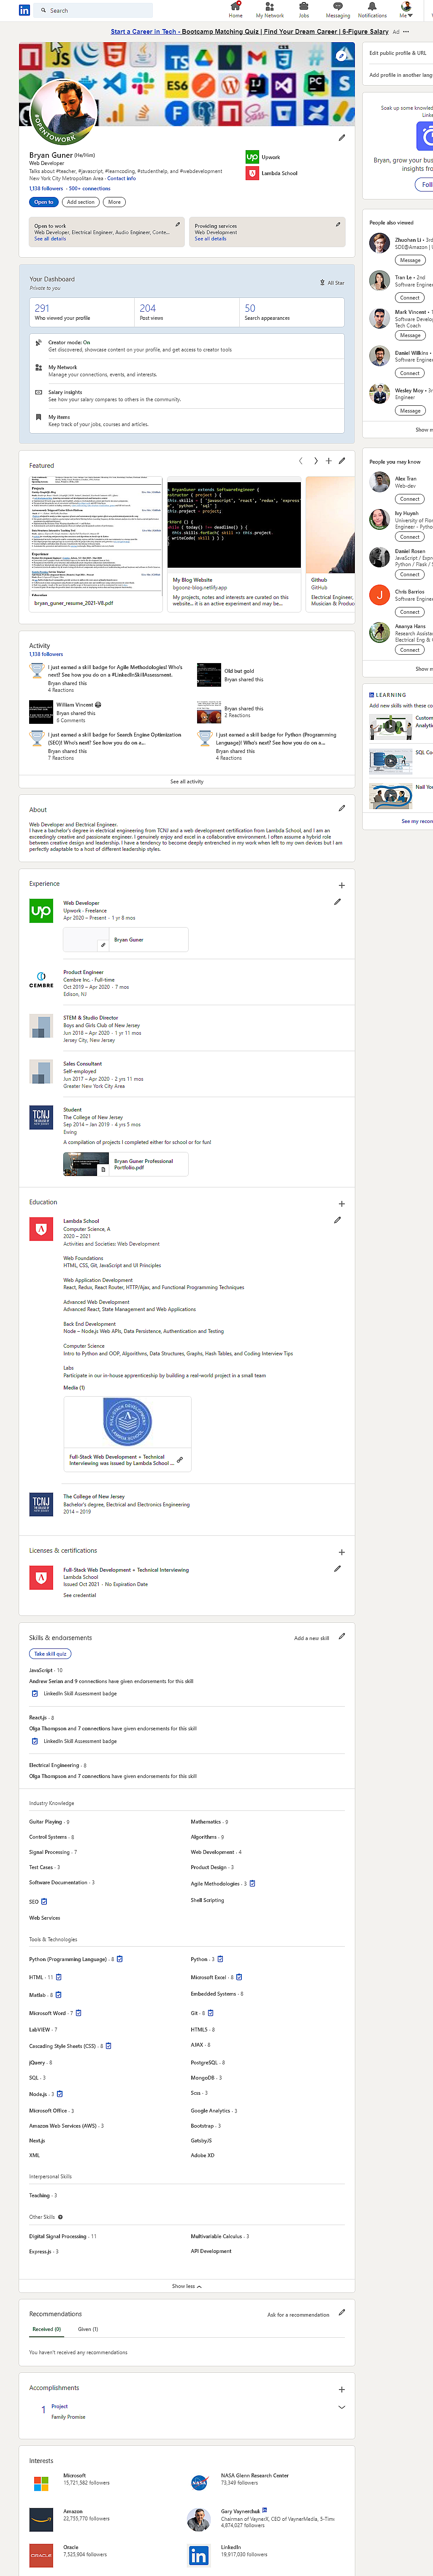 Search
Home
My Network
Jobs
Messaging
Notifications
Me
Start a Career in Tech - Bootcamp Matching Quiz | Find Your Dream Career | 6-Figure Salary Ad
#OPENTOWORK
Bryan Guner (He/Him)
Web Developer
Talks about #teacher, #javascript, #learncoding, #studenthelp, and #webdevelopment
New York City Metropolitan Area · Contact info
1,138 followers · 500+ connections
Upwork
Lambda School
Open to
Add section
More
Open to work
Web Developer, Electrical Engineer, Audio Engineer, Conte...
See all details
Providing services
Web Development
See all details
Your Dashboard
Private to you
All Star
291
Who viewed your profile
204
Post views
50
Search appearances
Creator mode: On
Get discovered, showcase content on your profile, and get access to creator tools
My Network
Manage your connections, events, and interests.
Salary insights
See how your salary compares to others in the community.
My items
Keep track of your jobs, courses and articles.
Featured
bryan_guner_resume_2021-V8.pdf
My Blog Website
bgoonz-blog.netlify.app
My projects, notes and interests are curated on this
website... it is an active experiment and may be...
Github
GitHub
Electrical Engineer,
Musician & Produc
Activity
1,138 followers
I just earned a skill badge for Agile Methodologies! Who's
next? See how you do on a #LinkedInSkillAssessment.
Bryan shared this
4 Reactions
Old but gold
Bryan shared this
William Vincent
Bryan shared this
6 Comments
Bryan shared this
2 Reactions
I just earned a skill badge for Search Engine Optimization
(SEO)! Who's next? See how you do on a...
Bryan shared this
7 Reactions
I just earned a skill badge for Python (Programming
Language)! Who's next? See how you do on a...
Bryan shared this
4 Reactions
See all activity
About
Web Developer and Electrical Engineer.
I have a bachelor's degree in electrical engineering from TCNJ and a web development certification from Lambda School, and I am an
exceedingly creative and passionate engineer. I genuinely enjoy and excel in a collaborative environment. I often assume a hybrid role
between creative design and leadership. I have a tendency to become deeply entrenched in my work when left to my own devices but I am
perfectly adaptable to a host of different leadership styles.
Experience
Web Developer
Upwork · Freelance
Apr 2020 – Present · 1 yr 8 mos
Bryan Guner
Product Engineer
Cembre Inc. · Full-time
Oct 2019 – Apr 2020 · 7 mos
Edison, NJ
STEM & Studio Director
Boys and Girls Club of New Jersey
Jun 2018 – Apr 2020 · 1 yr 11 mos
Jersey City, New Jersey
Sales Consultant
Self-employed
Jun 2017 – Apr 2020 · 2 yrs 11 mos
Greater New York City Area
Student
The College of New Jersey
Sep 2014 – Jan 2019 · 4 yrs 5 mos
Ewing
A compilation of projects I completed either for school or for fun!
Bryan Guner Professional
Portfolio.pdf
Education
Lambda School
Computer Science, A
2020 – 2021
Activities and Societies: Web Development
Web Foundations
HTML, CSS, Git, JavaScript and UI Principles
Web Application Development
React, Redux, React Router, HTTP/Ajax, and Functional Programming Techniques
Advanced Web Development
Advanced React, State Management and Web Applications
Back End Development
Node – Node.js Web APIs, Data Persistence, Authentication and Testing
Computer Science
Intro to Python and OOP, Algorithms, Data Structures, Graphs, Hash Tables, and Coding Interview Tips
Labs
Participate in our in-house apprenticeship by building a real-world project in a small team
Media (1)
Full-Stack Web Development + Technical
Interviewing was issued by Lambda School ...
The College of New Jersey
Bachelor's degree, Electrical and Electronics Engineering
2014 – 2019
Licenses & certifications
Full-Stack Web Development + Technical Interviewing
Lambda School
Issued Oct 2021 · No Expiration Date
See credential
Skills & endorsements
Add a new skill
Take skill quiz
JavaScript · 10
Andrew Serian and 9 connections have given endorsements for this skill
LinkedIn Skill Assessment badge
React.js · 8
Olga Thompson and 7 connections have given endorsements for this skill
LinkedIn Skill Assessment badge
Electrical Engineering · 8
Olga Thompson and 7 connections have given endorsements for this skill
Industry Knowledge
Guitar Playing · 9
Mathematics · 9
Control Systems · 8
Algorithms · 9
Signal Processing · 7
Web Development · 4
Test Cases · 3
Product Design · 3
Software Documentation · 3
Agile Methodologies · 3
SEO
Shell Scripting
Web Services
Tools & Technologies
Python (Programming Language) · 8
Python · 3
HTML · 11
Microsoft Excel · 8
Matlab · 8
Embedded Systems · 8
Microsoft Word · 7
Git · 8
LabVIEW · 7
HTML5 · 8
Cascading Style Sheets (CSS) · 8
AJAX · 8
jQuery · 8
PostgreSQL · 8
SQL · 3
MongoDB · 3
Node.js · 3
Scss · 3
Microsoft Office · 3
Google Analytics · 3
Amazon Web Services (AWS) · 3
Bootstrap · 3
Next.js
GatsbyJS
XML
Adobe XD
Interpersonal Skills
Teaching · 3
Other Skills
Digital Signal Processing · 11
Multivariable Calculus · 3
Express.js · 3
API Development
Show less
Recommendations
Ask for a recommendation
Received (0)
Given (1)
You haven't received any recommendations
Accomplishments
1
Project
Family Promise
Interests
Microsoft
15,721,562 followers
NASA Glenn Research Center
73,349 followers
Amazon
22,755,770 followers
Gary Vaynerchuk
Chairman of VaynerX, CEO of VaynerMedia, 5-Time
4,874,027 followers
Oracle
7,525,904 followers
LinkedIn
19,917,030 followers
Edit public profile & URL
Add profile in another lang
Soak up some knowled
Linke
Bryan, grow your bus
insights fro
Foll
People also viewed
Zhuohan Li • 3rd
SDE@Amazon | U
Message
Tran Le • 2nd
Software Enginee
Connect
Mark Vincent • 
Software Develop
Tech Coach
Message
Daniel Wilkins •
Software Enginee
Connect
Wesley Moy • 3r
Engineer
Message
Show m
People you may know
Alex Tran
Web-dev
Connect
Ivy Huynh
University of Flor
Engineer - Python
Connect
Daniel Rosen
JavaScript / Expre
Python / Flask / S
Connect
Chris Barrios
Software Enginee
Connect
Ananya Hans
Research Assistan
Electrical Eng & C
Connect
Show m
LEARNING
Add new skills with these co
Custom
Analytic
SQL Co
Nail You
See my recom